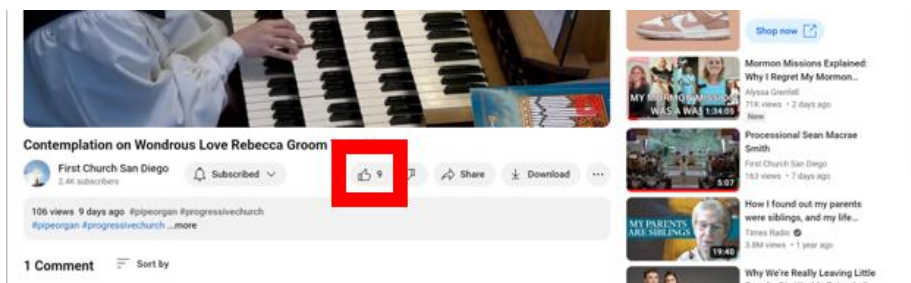 Contemplation on Wondrous Love Rebecca Groom
First Church San Diego
2.4K subscribers
Subscribed
9
Share
Download
106 views 9 days ago #pipeorgan #progressivechurch
#pipeorgan #progressivechurch ...more
1 Comment
Sort by
Shop now
MY MORMON MISSION
WAS A WAS
1:34:05
Mormon Missions Explained:
Why I Regret My Mormon...
Alyssa Grenfell
71K views • 2 days ago
New
5:07
Processional Sean Macrae
Smith
First Church San Diego
163 views • 7 days ago
MY PARENTS
ARE SIBLINGS
19:40
How I found out my parents
were siblings, and my life...
Times Radio
3.8M views • 1 year ago
Why We're Really Leaving Little